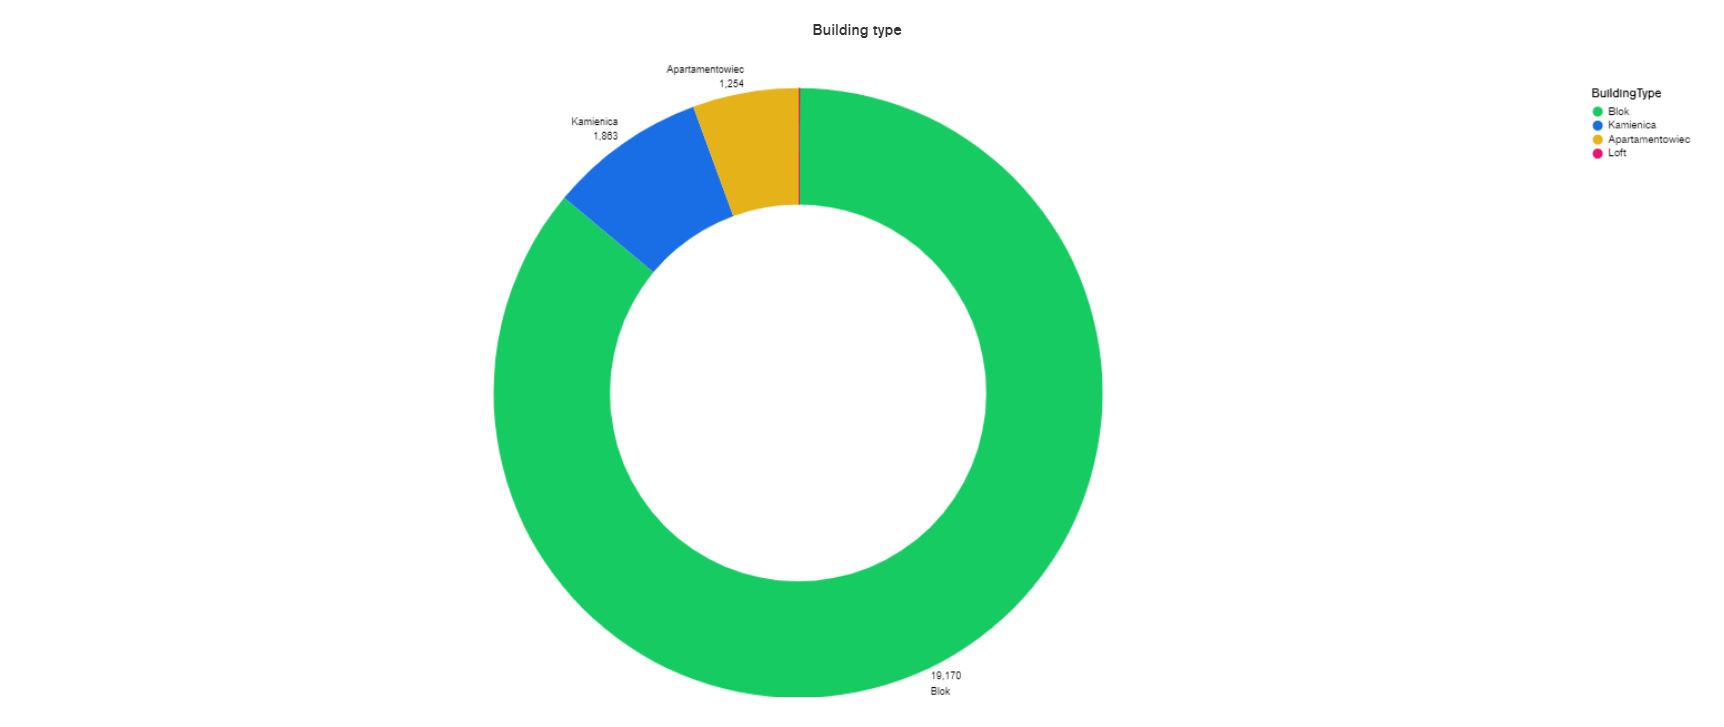 Building type
Apartamentowiec
1,254
Kamienica
1,863
19,170
Blok
BuildingType
Blok
Kamienica
Apartamentowiec
Loft